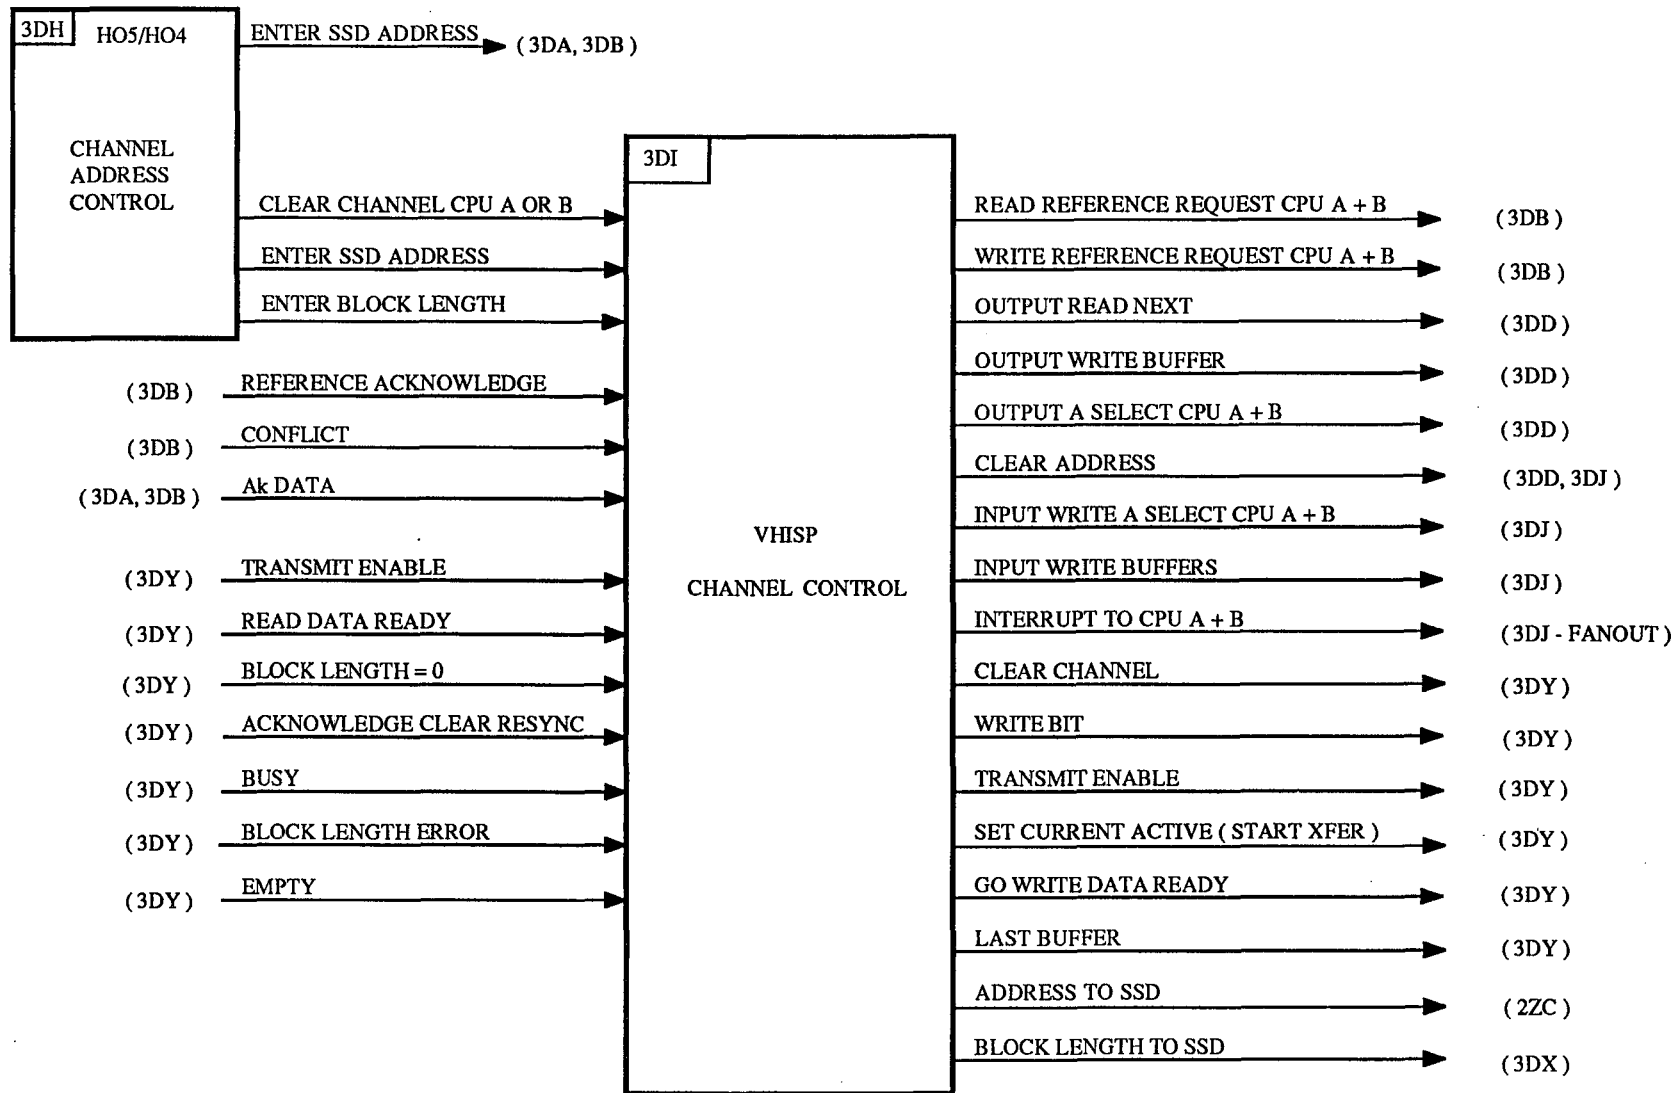 3DH HO5/HO4
ENTER SSD ADDRESS ( 3DA, 3DB )
CHANNEL
ADDRESS
CONTROL
CLEAR CHANNEL CPU A OR B
ENTER SSD ADDRESS
ENTER BLOCK LENGTH
( 3DB ) REFERENCE ACKNOWLEDGE
( 3DB ) CONFLICT
( 3DA, 3DB ) Ak DATA
( 3DY ) TRANSMIT ENABLE
( 3DY ) READ DATA READY
( 3DY ) BLOCK LENGTH = 0
( 3DY ) ACKNOWLEDGE CLEAR RESYNC
( 3DY ) BUSY
( 3DY ) BLOCK LENGTH ERROR
( 3DY ) EMPTY
3DI
VHISP
CHANNEL CONTROL
READ REFERENCE REQUEST CPU A + B ( 3DB )
WRITE REFERENCE REQUEST CPU A + B ( 3DB )
OUTPUT READ NEXT ( 3DD )
OUTPUT WRITE BUFFER ( 3DD )
OUTPUT A SELECT CPU A + B ( 3DD )
CLEAR ADDRESS ( 3DD, 3DJ )
INPUT WRITE A SELECT CPU A + B ( 3DJ )
INPUT WRITE BUFFERS ( 3DJ )
INTERRUPT TO CPU A + B ( 3DJ - FANOUT )
CLEAR CHANNEL ( 3DY )
WRITE BIT ( 3DY )
TRANSMIT ENABLE ( 3DY )
SET CURRENT ACTIVE ( START XFER ) ( 3DY )
GO WRITE DATA READY ( 3DY )
LAST BUFFER ( 3DY )
ADDRESS TO SSD ( 2ZC )
BLOCK LENGTH TO SSD ( 3DX )